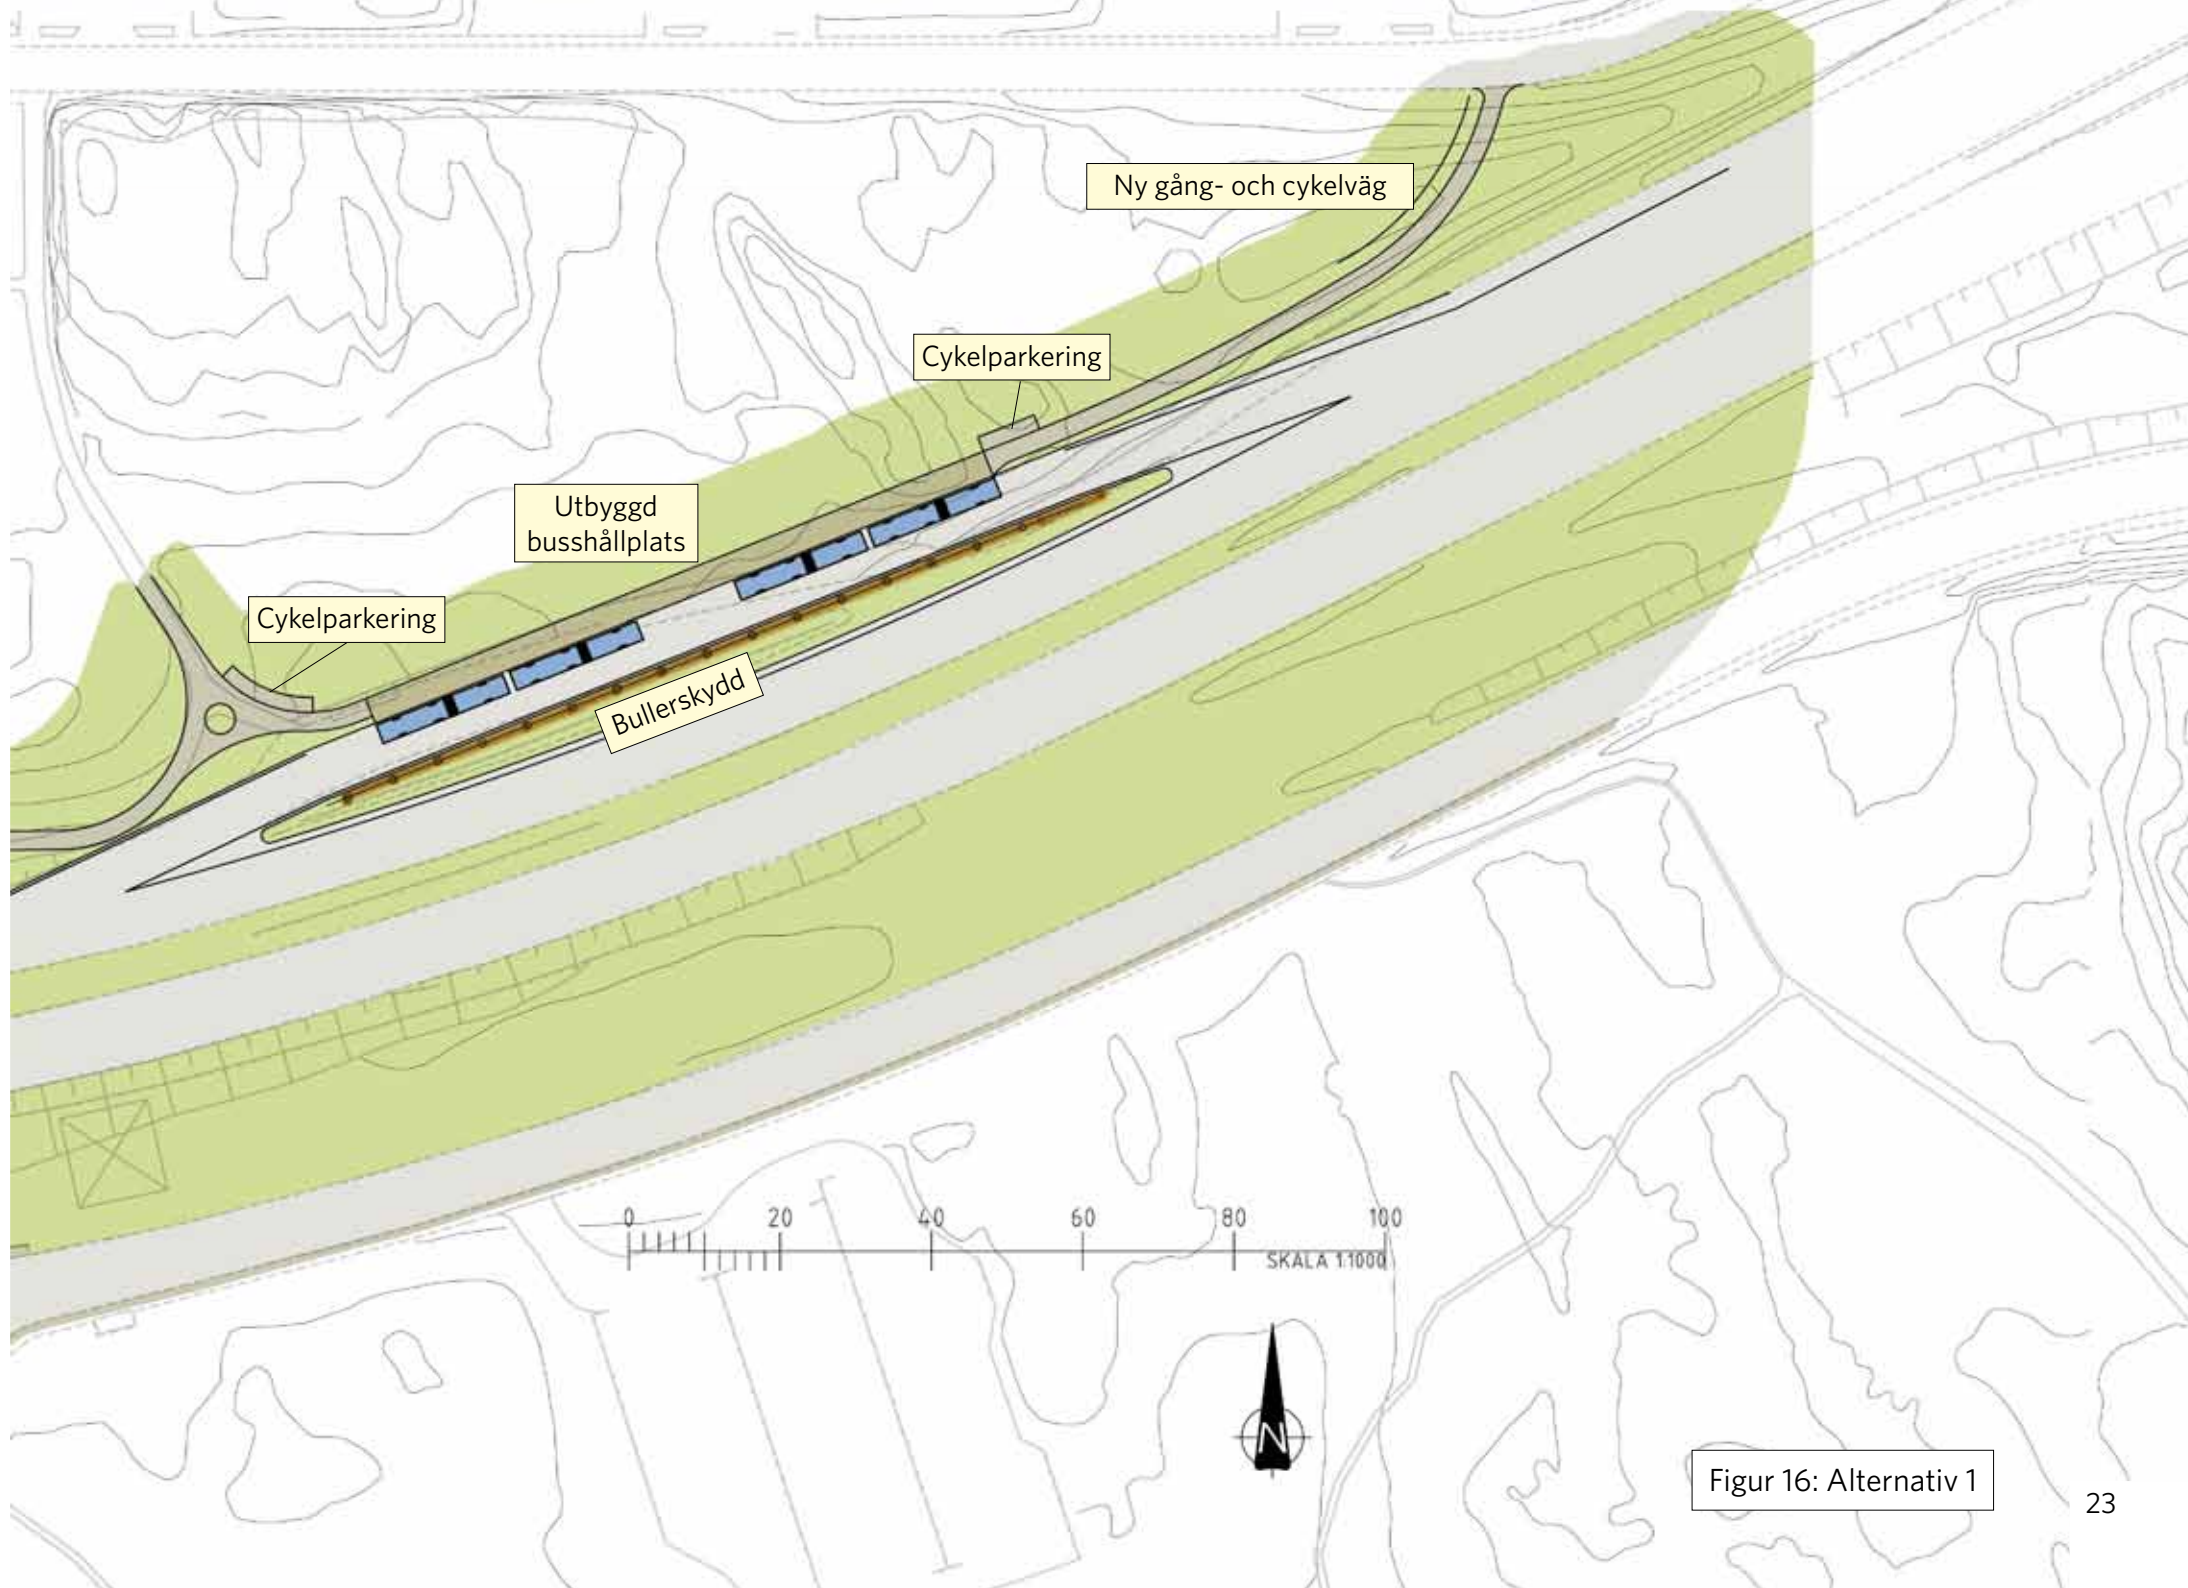 Ny gång- och cykelväg
Cykelparkering
Utbyggd
busshållplats
Cykelparkering
Bullerskydd
0 20 40 60 80 100
SKALA 1:1000
N
Figur 16: Alternativ 1
23